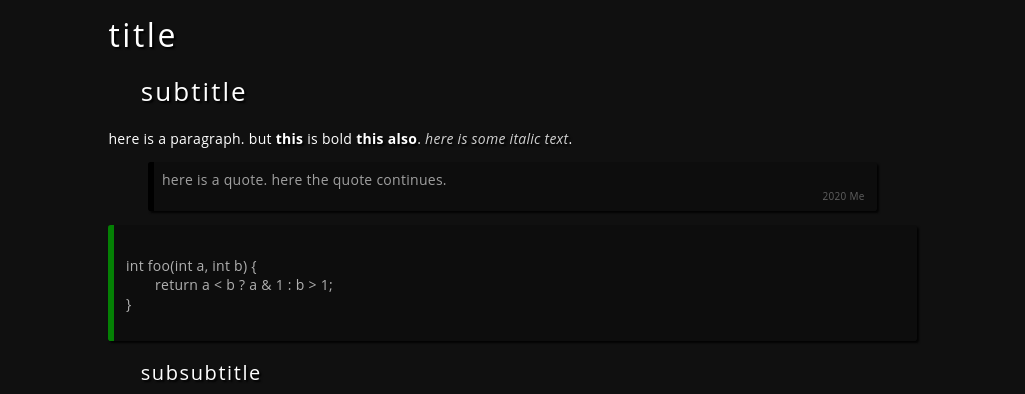 title
subtitle
here is a paragraph. but this is bold this also. here is some italic text.
here is a quote. here the quote continues.
2020 Me
int foo(int a, int b) {
return a < b ? a & 1 : b > 1;
}
subsubtitle